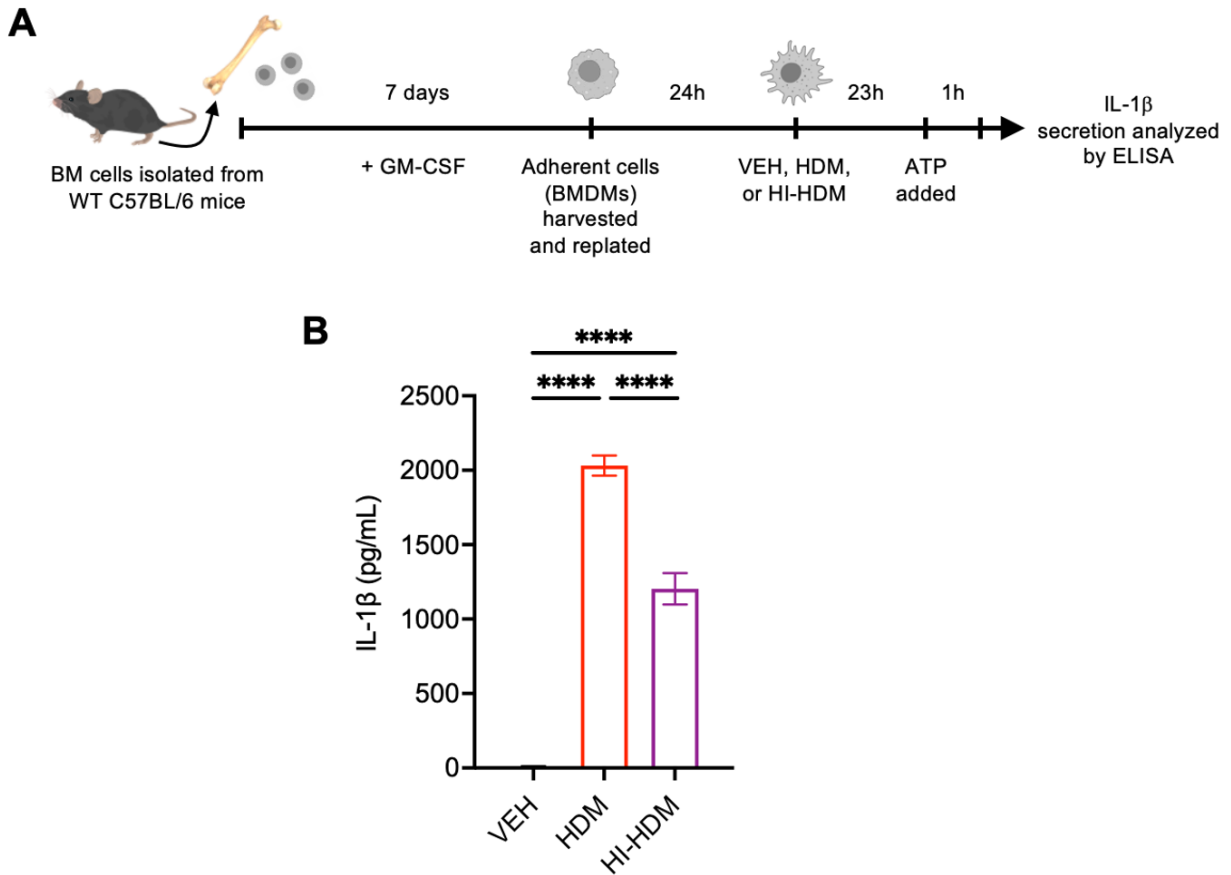 A
7 days
24h
23h
1h
IL-1β
secretion analyzed
by ELISA
BM cells isolated from
WT C57BL/6 mice
+ GM-CSF
Adherent cells
(BMDMs)
harvested
and replated
VEH, HDM,
or HI-HDM
ATP
added
B
****
**** ****
IL-1β (pg/mL)
2500
2000
1500
1000
500
0
VEH
HDM
HI-HDM